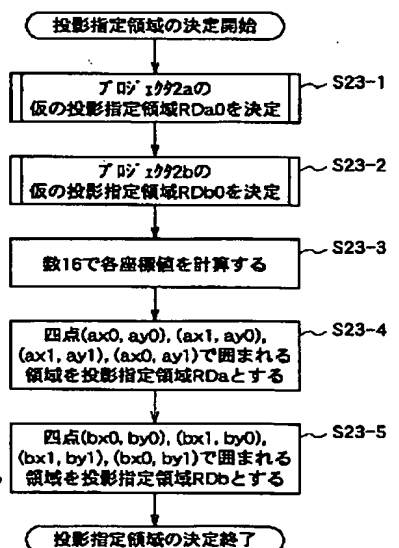 投影指定領域の決定開始
プロジェクタ2aの
仮の投影指定領域RDa0を決定
S23-1
プロジェクタ2bの
仮の投影指定領域RDb0を決定
S23-2
数16で各座標値を計算する
S23-3
四点(ax0, ay0), (ax1, ay0),
(ax1, ay1), (ax0, ay1)で囲まれる
領域を投影指定領域RDaとする
S23-4
四点(bx0, by0), (bx1, by0),
(bx1, by1), (bx0, by1)で囲まれる
領域を投影指定領域RDbとする
S23-5
投影指定領域の決定終了